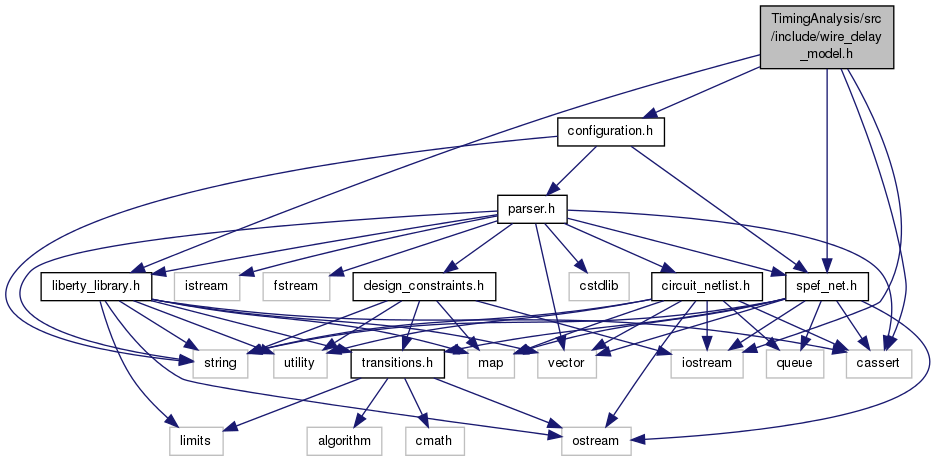 TimingAnalysis/src
/include/wire_delay
_model.h
configuration.h
parser.h
liberty_library.h
istream
fstream
design_constraints.h
cstdlib
circuit_netlist.h
spef_net.h
string
utility
transitions.h
map
vector
iostream
queue
cassert
limits
algorithm
cmath
ostream